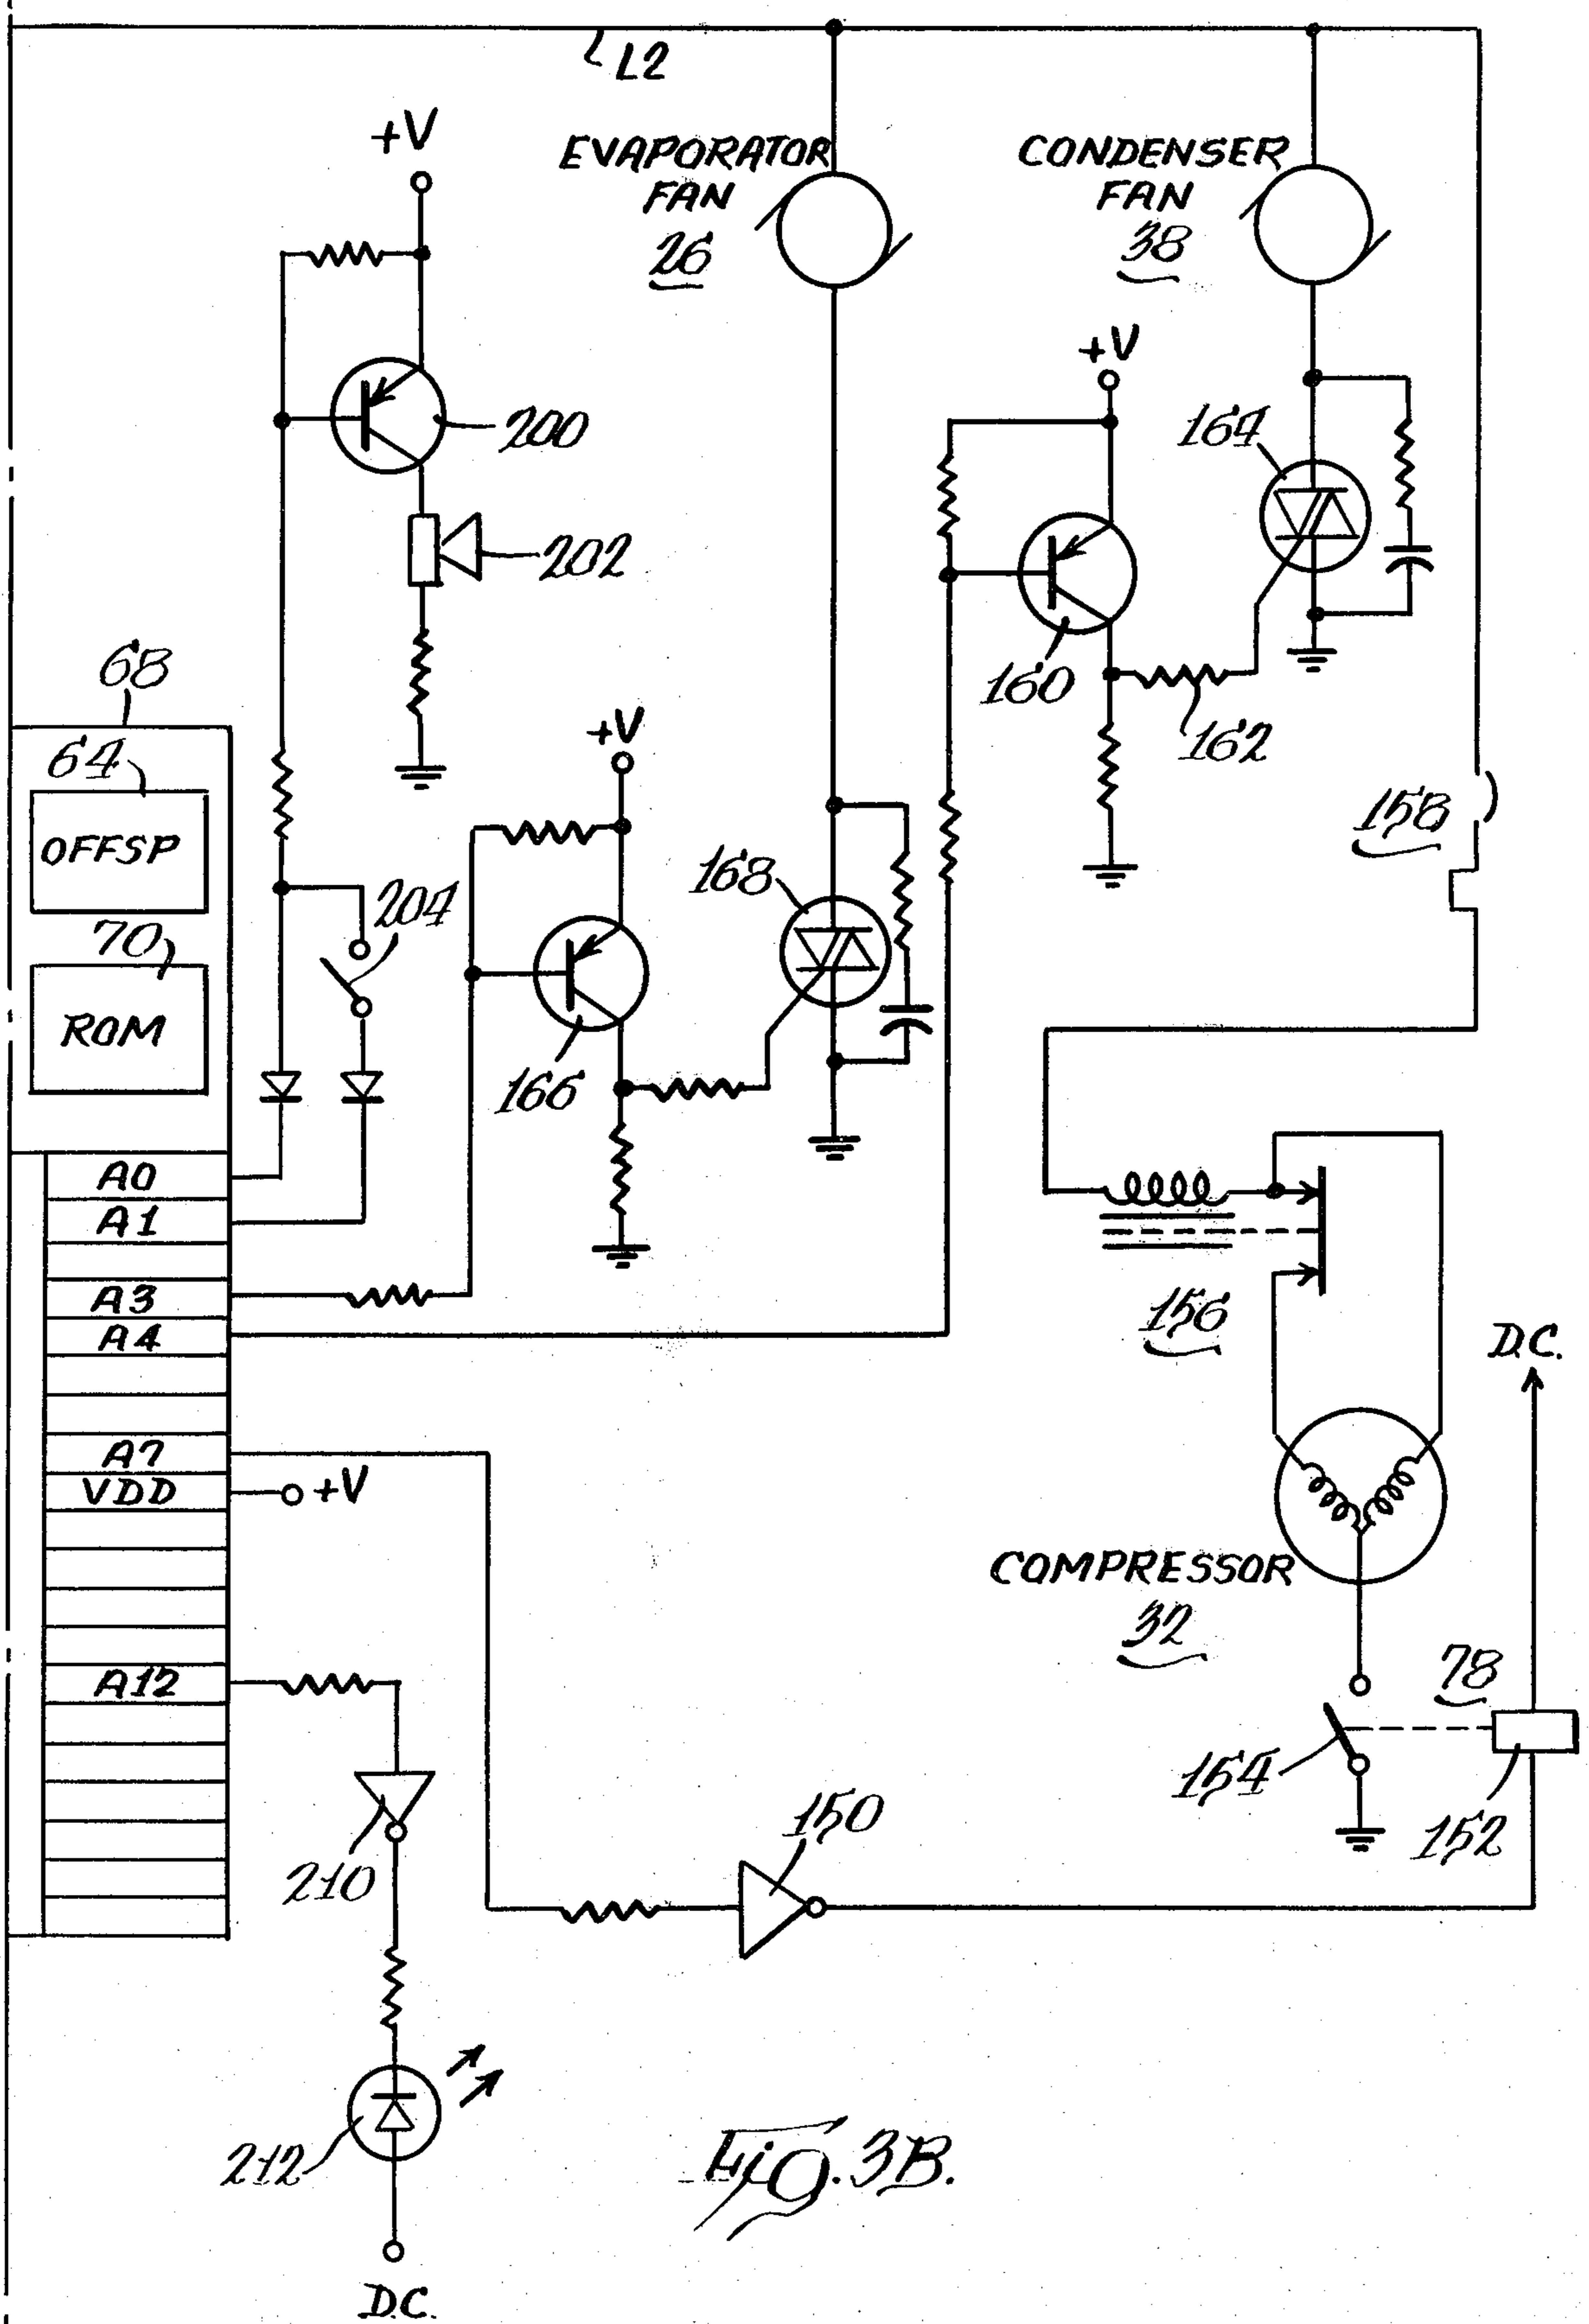 L2
+V
EVAPORATOR
FAN
26
CONDENSER
FAN
38
+V
200
164
202
160
162
68
64
OFFSP
70
ROM
+V
204
168
166
158
A0
A1
A3
A4
A7
VDD
+V
A12
156
D.C.
COMPRESSOR
32
78
154
152
150
210
212
D.C.
Fig. 3B.